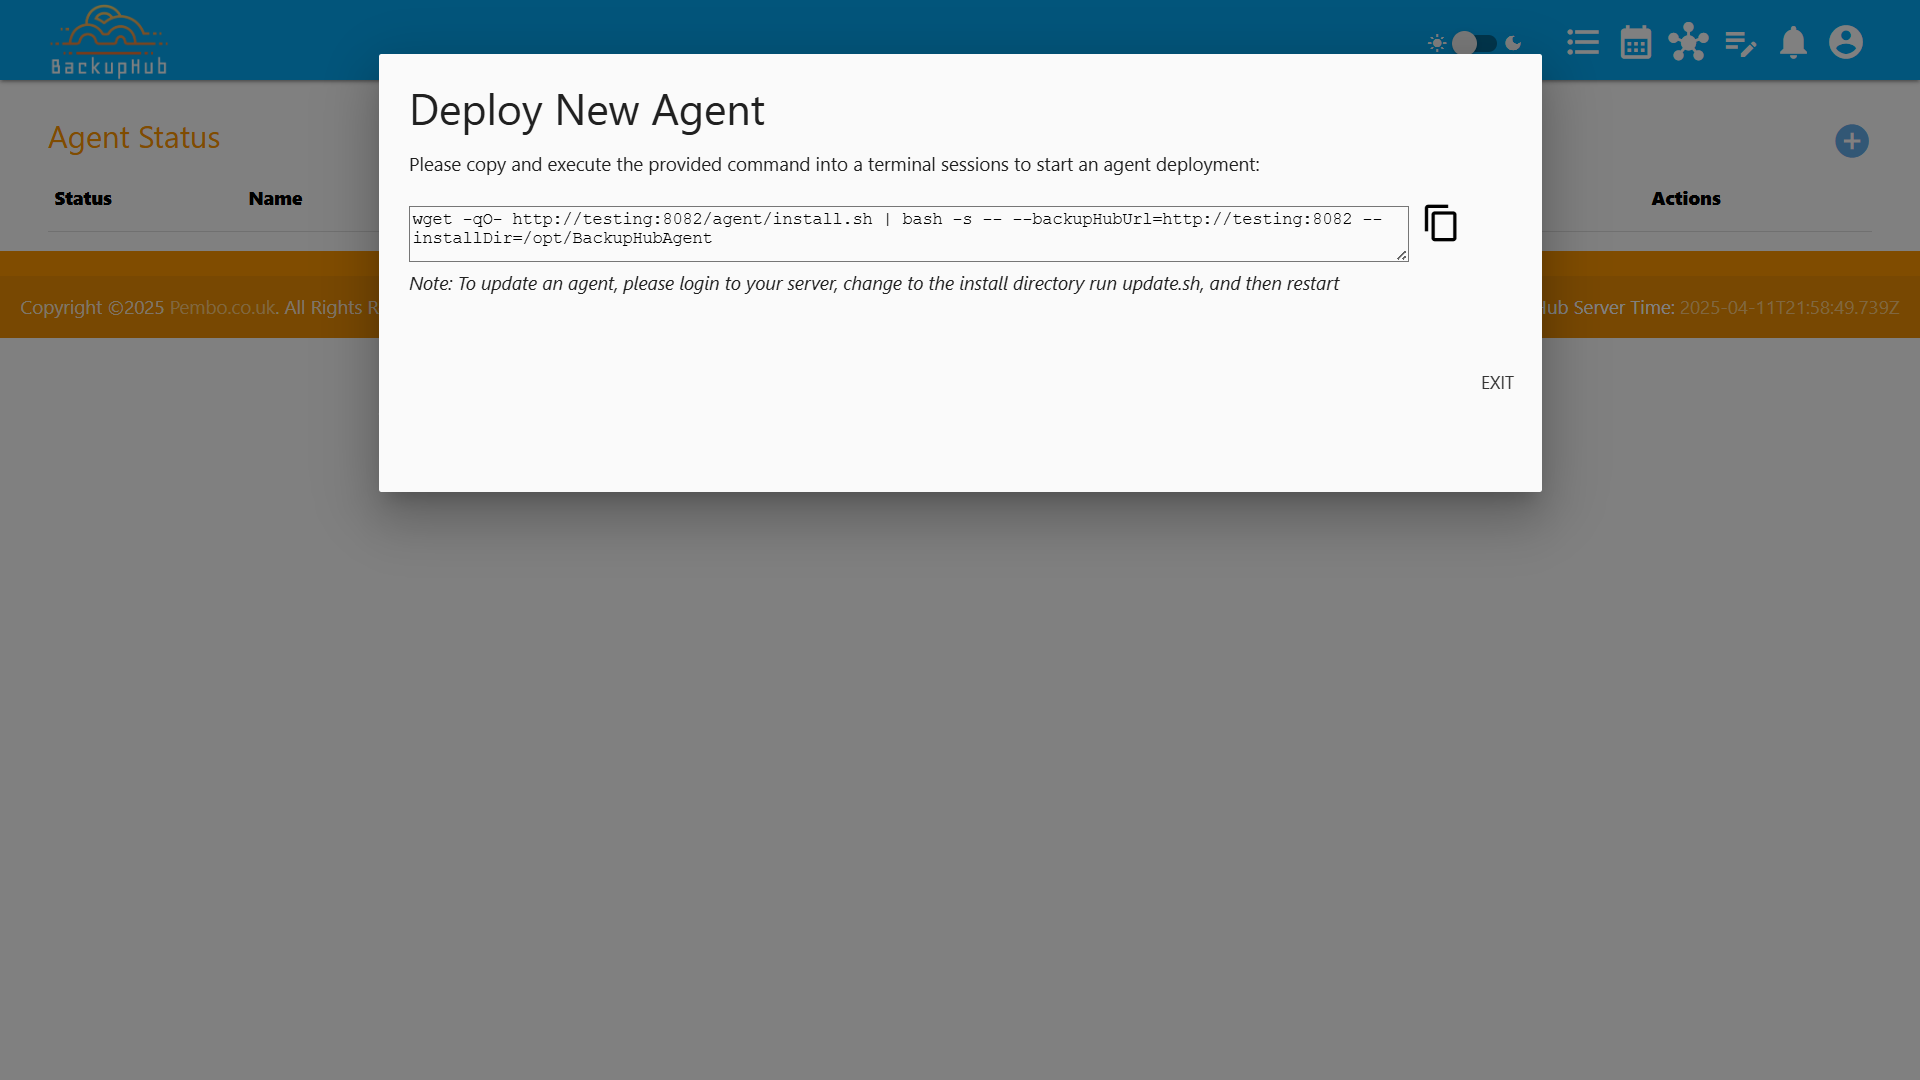 BackupHub
Deploy New Agent
Agent Status
Please copy and execute the provided command into a terminal sessions to start an agent deployment:
Status Name Actions
wget -qO- http://testing:8082/agent/install.sh | bash -s -- --backupHubUrl=http://testing:8082 --
installDir=/opt/BackupHubAgent
Note: To update an agent, please login to your server, change to the install directory run update.sh, and then restart
Copyright ©2025 Pembo.co.uk. All Rights R
Hub Server Time: 2025-04-11T21:58:49.739Z
EXIT